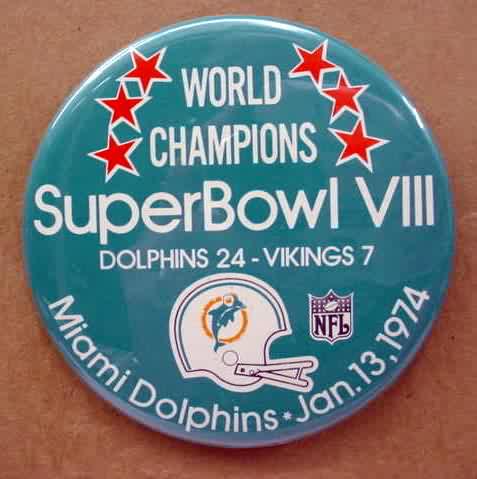 WORLD
CHAMPIONS
SuperBowl VIII
DOLPHINS 24 - VIKINGS 7
NFL
Miami Dolphins * Jan. 13, 1974